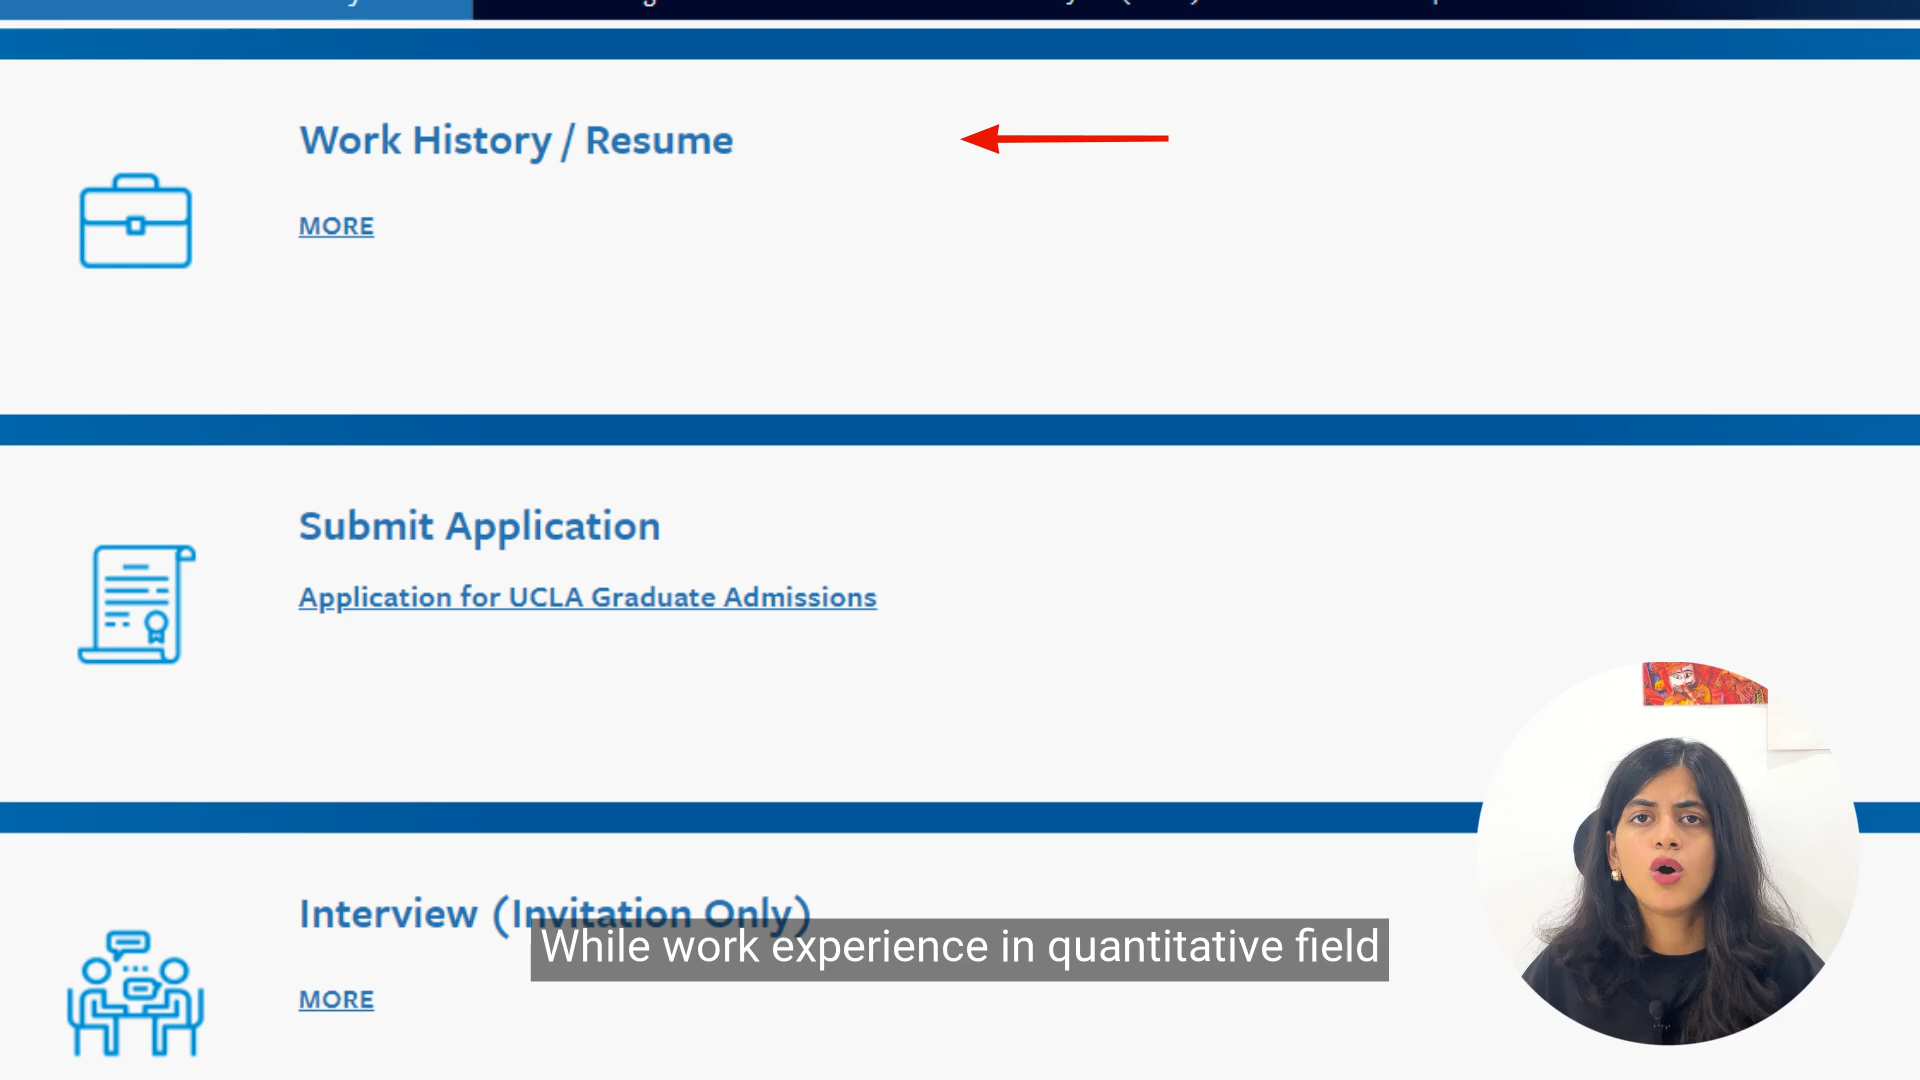 Work History / Resume
MORE
Submit Application
Application for UCLA Graduate Admissions
Interview (Invitation Only)
While work experience in quantitative field
MORE